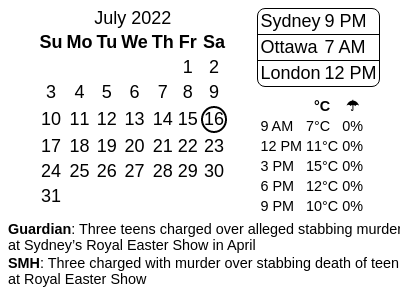 July 2022
Su Mo Tu We Th Fr Sa
1 2
3 4 5 6 7 8 9
10 11 12 13 14 15 16
17 18 19 20 21 22 23
24 25 26 27 28 29 30
31
Sydney 9 PM
Ottawa 7 AM
London 12 PM
°C ☂
9 AM 7°C 0%
12 PM 11°C 0%
3 PM 15°C 0%
6 PM 12°C 0%
9 PM 10°C 0%
Guardian: Three teens charged over alleged stabbing murder
at Sydney’s Royal Easter Show in April
SMH: Three charged with murder over stabbing death of teen
at Royal Easter Show